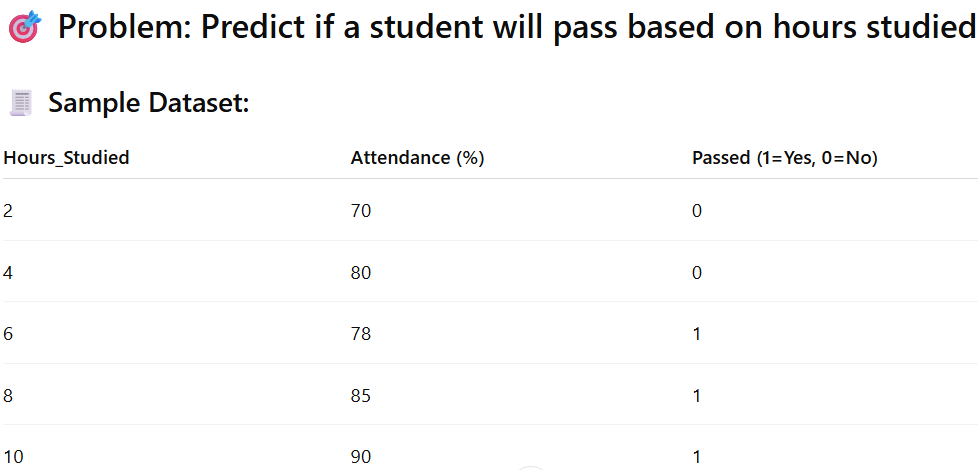 Problem: Predict if a student will pass based on hours studied
Sample Dataset:
Hours_Studied Attendance (%) Passed (1=Yes, 0=No)
2 70 0
4 80 0
6 78 1
8 85 1
10 90 1